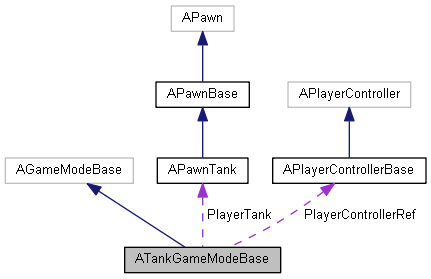 APawn
APawnBase
APlayerController
AGameModeBase
APawnTank
APlayerControllerBase
PlayerTank
PlayerControllerRef
ATankGameModeBase